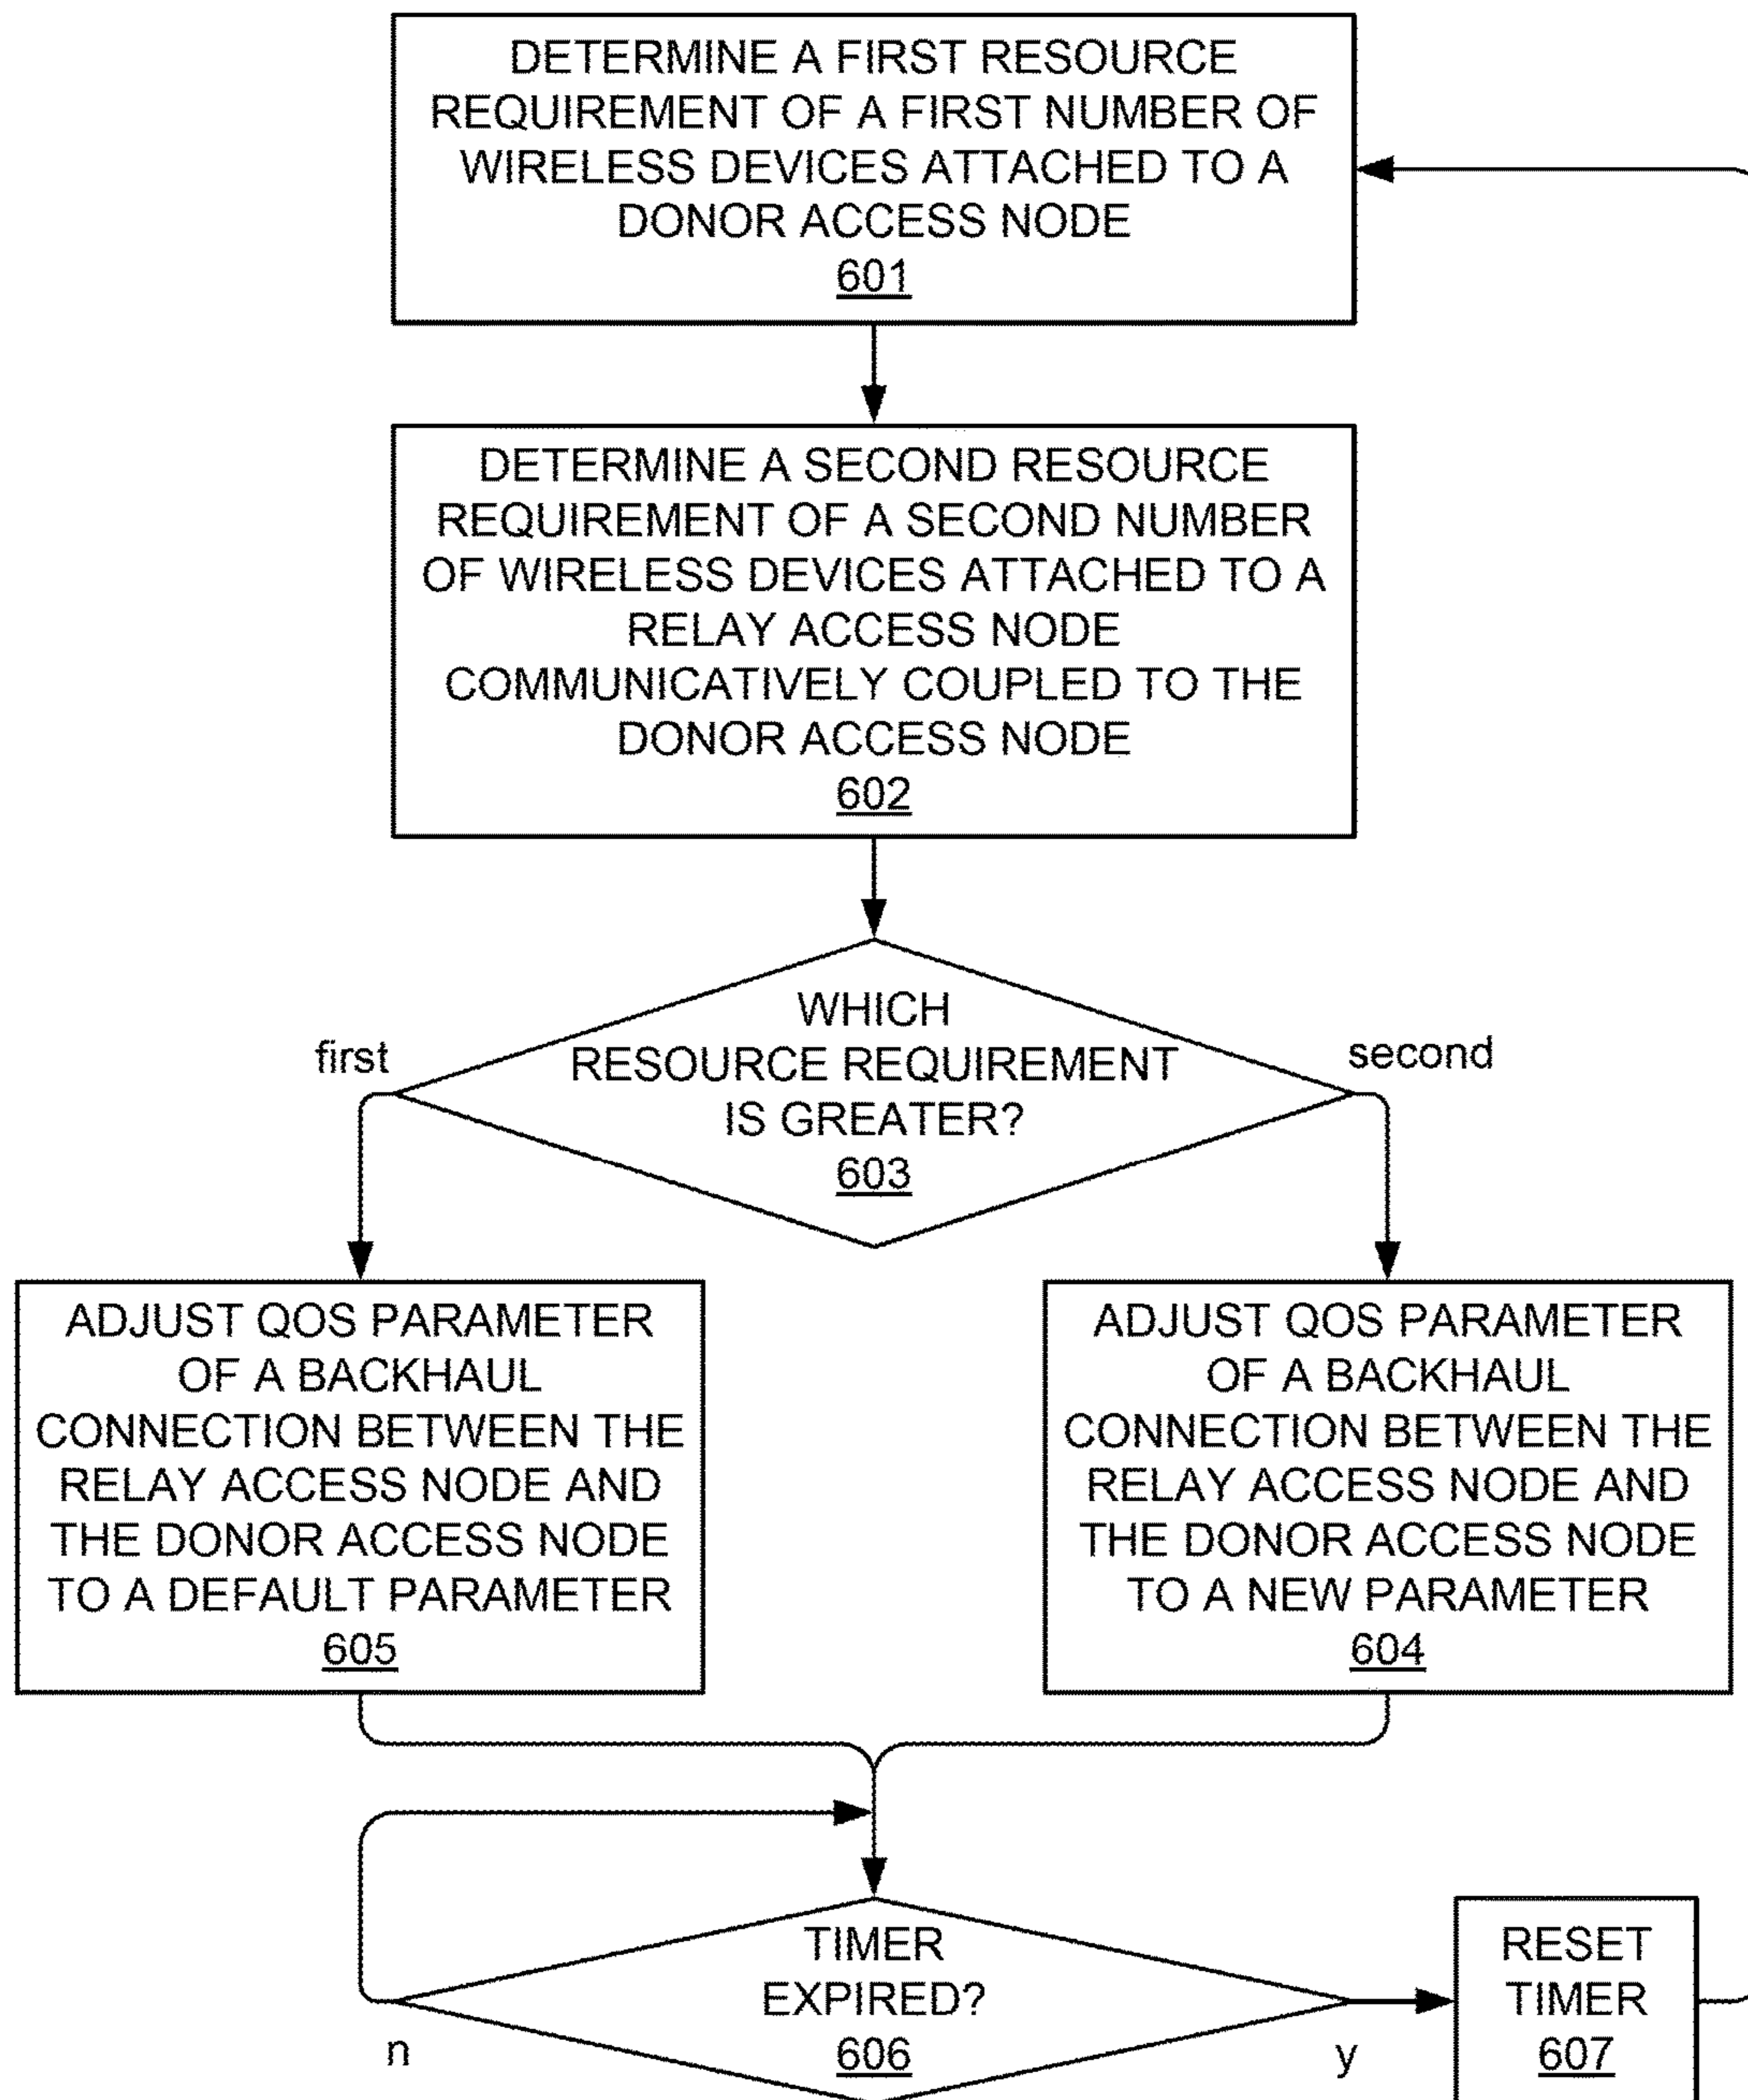 DETERMINE A FIRST RESOURCE
REQUIREMENT OF A FIRST NUMBER OF
WIRELESS DEVICES ATTACHED TO A
DONOR ACCESS NODE
601
DETERMINE A SECOND RESOURCE
REQUIREMENT OF A SECOND NUMBER
OF WIRELESS DEVICES ATTACHED TO A
RELAY ACCESS NODE
COMMUNICATIVELY COUPLED TO THE
DONOR ACCESS NODE
602
WHICH
RESOURCE REQUIREMENT
IS GREATER?
603
first
second
ADJUST QOS PARAMETER
OF A BACKHAUL
CONNECTION BETWEEN THE
RELAY ACCESS NODE AND
THE DONOR ACCESS NODE
TO A DEFAULT PARAMETER
605
ADJUST QOS PARAMETER
OF A BACKHAUL
CONNECTION BETWEEN THE
RELAY ACCESS NODE AND
THE DONOR ACCESS NODE
TO A NEW PARAMETER
604
TIMER
EXPIRED?
606
n
y
RESET
TIMER
607